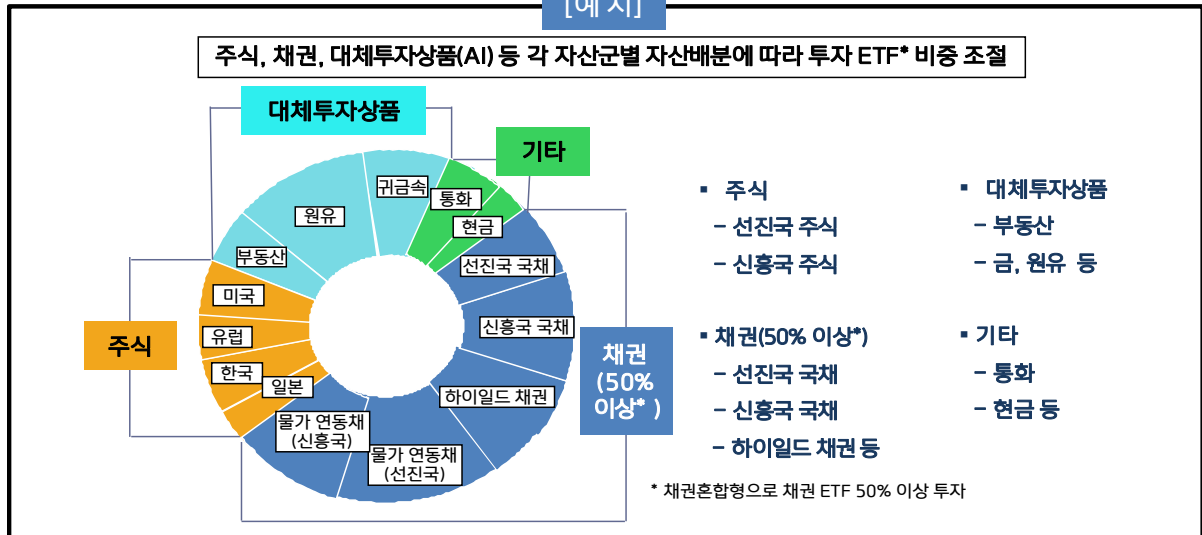 [예 시]
주식, 채권, 대체투자상품(AI) 등 각 자산군별 자산배분에 따라 투자 ETF* 비중 조절
대체투자상품
기타
귀금속
통화
원유
현금
부동산
선진국 국채
미국
신흥국 국채
유럽
주식
한국
일본
하이일드 채권
채권
(50%
이상* )
물가 연동채
(신흥국)
물가 연동채
(선진국)
▪ 주식
– 선진국 주식
– 신흥국 주식
▪ 대체투자상품
– 부동산
– 금, 원유 등
▪ 채권(50% 이상*)
– 선진국 국채
– 신흥국 국채
– 하이일드 채권 등
▪ 기타
– 통화
– 현금 등
* 채권혼합형으로 채권 ETF 50% 이상 투자